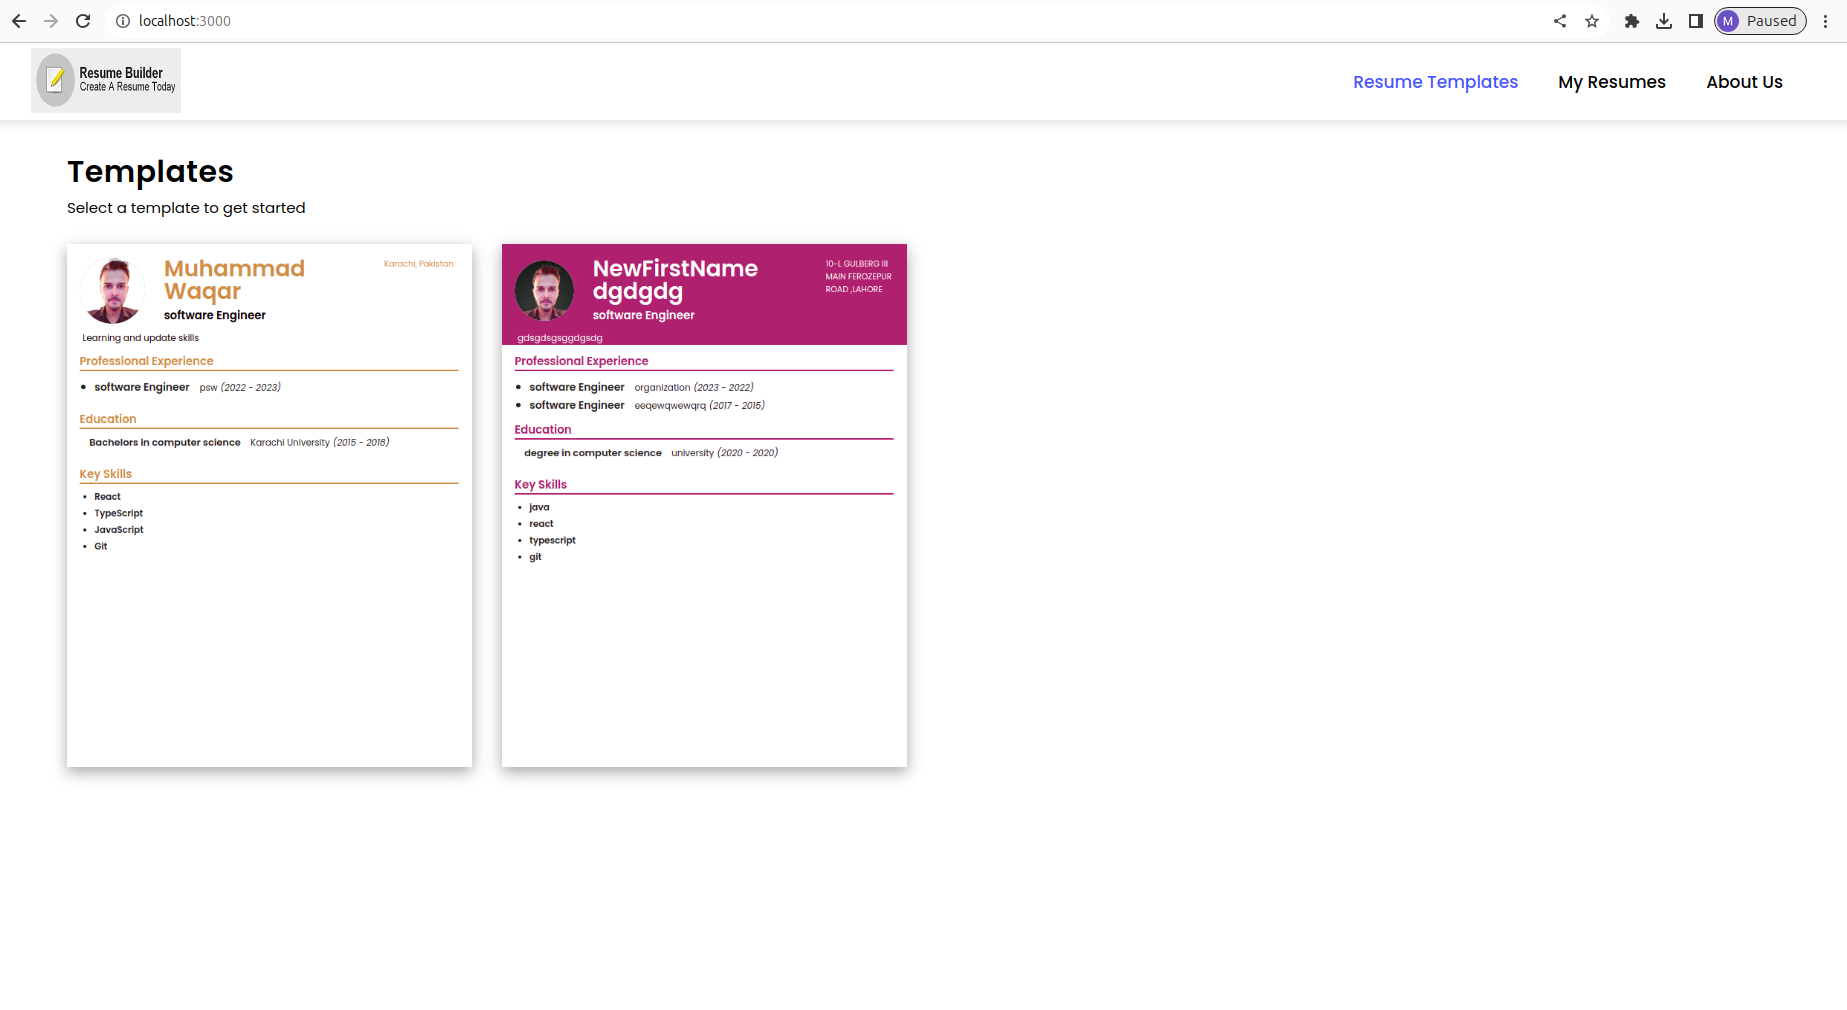 localhost:3000
M Paused
Resume Builder
Create A Resume Today
Resume Templates
My Resumes
About Us
Templates
Select a template to get started
Muhammad
Waqar
software Engineer
Karachi, Pakistan
Learning and update skills
Professional Experience
• software Engineer psw (2022 - 2023)
Education
Bachelors in computer science Karachi University (2015 - 2018)
Key Skills
• React
• TypeScript
• JavaScript
• Git
NewFirstName
dgdgdg
software Engineer
10-L GULBERG III
MAIN FEROZEPUR
ROAD ,LAHORE
gdsgdsgsggdgsdg
Professional Experience
• software Engineer organization (2023 - 2022)
• software Engineer eeqewqwewqrq (2017 - 2015)
Education
degree in computer science university (2020 - 2020)
Key Skills
• java
• react
• typescript
• git